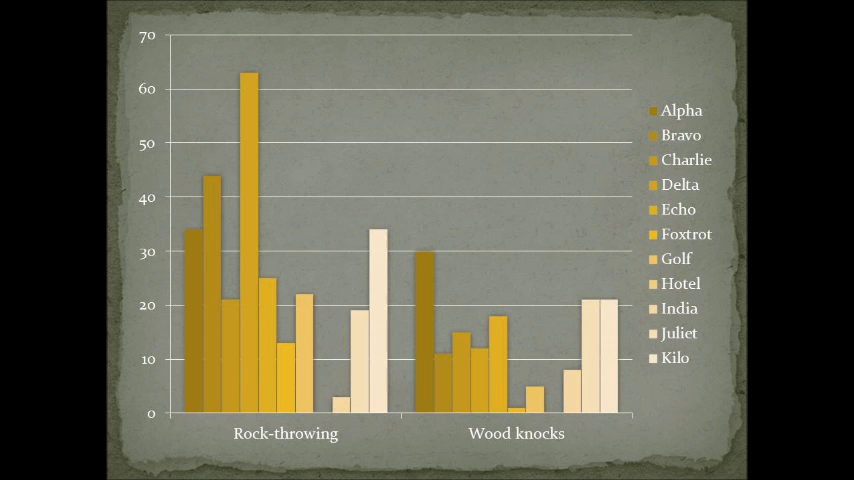 70
60
50
40
30
20
10
0
Rock-throwing
Wood knocks
Alpha
Bravo
Charlie
Delta
Echo
Foxtrot
Golf
Hotel
India
Juliet
Kilo